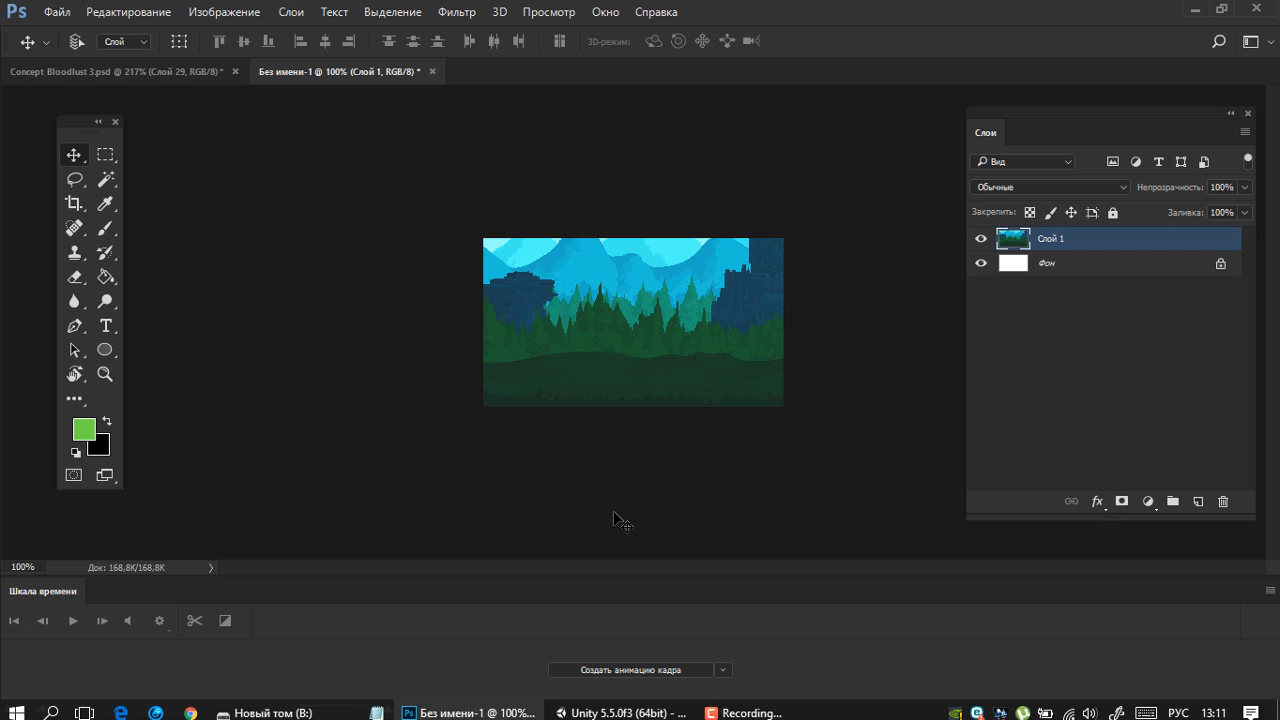 Ps Файл Редактирование Изображение Слои Текст Выделение Фильтр 3D Просмотр Окно Справка
Слой 3D-режим:
Concept Bloodlust 3.psd @ 217% (Слой 29, RGB/8) * Без имени-1 @ 100% (Слой 1, RGB/8) *
Слои
Вид
Обычные Непрозрачность: 100%
Закрепить: Заливка: 100%
Слой 1
Фон
fx
100% Док: 168,8K/168,8K
Шкала времени
Создать анимацию кадра
Новый том (B:) Ps Без имени-1 @ 100%... Unity 5.5.0f3 (64bit) - ... Recording... РУС 13:11